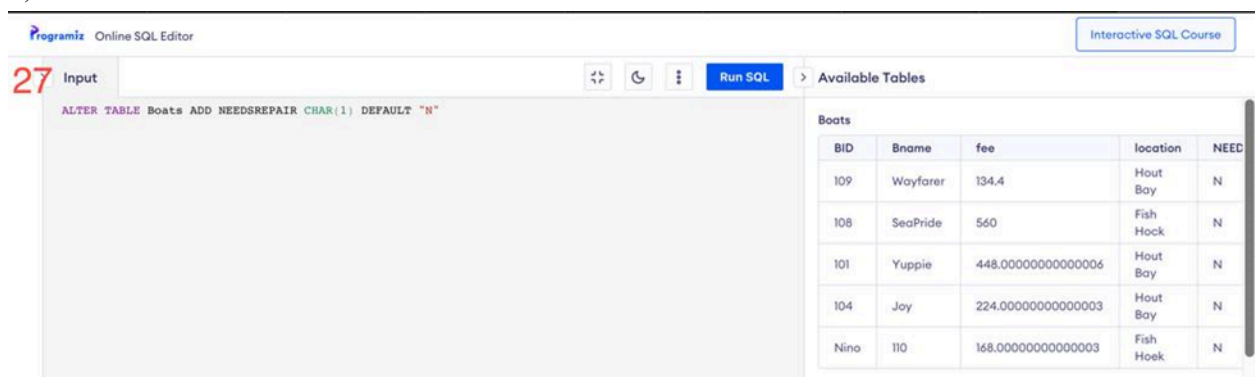 Programiz Online SQL Editor Interactive SQL Course
27 Input Run SQL Available Tables
ALTER TABLE Boats ADD NEEDSREPAIR CHAR(1) DEFAULT "N"
Boats
BID Bname fee location NEED
109 Wayfarer 134.4 Hout Bay N
108 SeaPride 560 Fish Hock N
101 Yuppie 448.00000000000006 Hout Bay N
104 Joy 224.00000000000003 Hout Bay N
Nino 110 168.00000000000003 Fish Hoek N